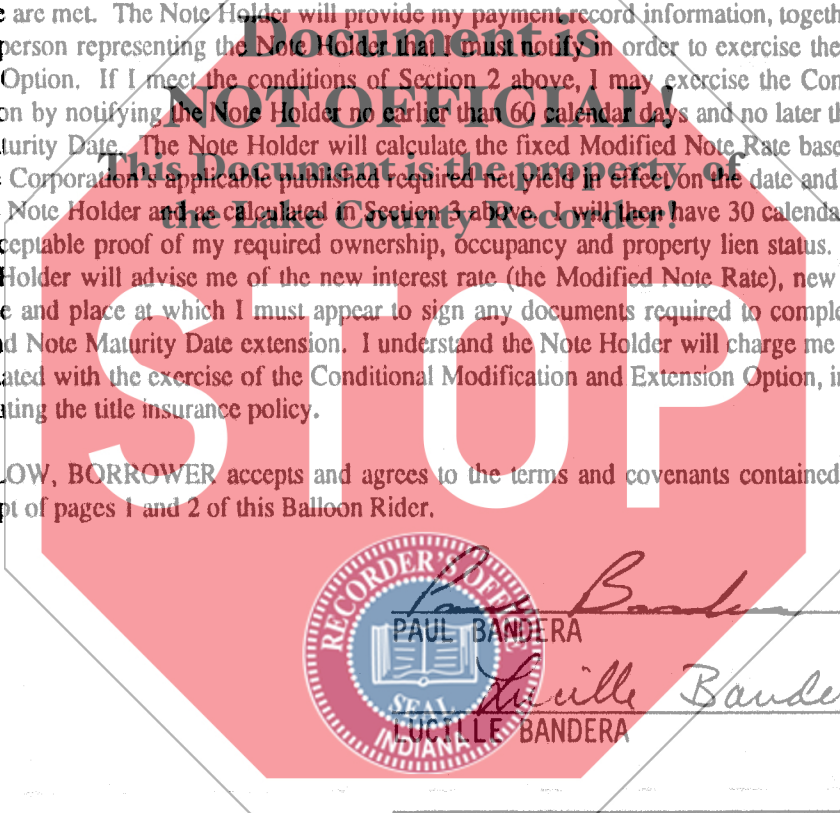 e are met. The Note Holder will provide my payment record information, togeth
person representing the Note Holder that I must notify in order to exercise the
Option. If I meet the conditions of Section 2 above, I may exercise the Con
on by notifying the Note Holder no earlier than 60 calendar days and no later th
turity Date. The Note Holder will calculate the fixed Modified Note Rate base
Corporation's applicable published required net yield in effect on the date and
Note Holder and as calculated in Section 3 above. I will then have 30 calenda
ceptable proof of my required ownership, occupancy and property lien status.
Holder will advise me of the new interest rate (the Modified Note Rate), new
e and place at which I must appear to sign any documents required to comple
nd Note Maturity Date extension. I understand the Note Holder will charge me
ated with the exercise of the Conditional Modification and Extension Option, in
ating the title insurance policy.
LOW, BORROWER accepts and agrees to the terms and covenants contained
pt of pages 1 and 2 of this Balloon Rider.
Document is
NOT OFFICIAL!
This Document is the property of
the Lake County Recorder!
STOP
RECORDER'S OFFICE
SEAL
INDIANA
Paul Bandera
PAUL BANDERA
Lucille Bande
LUCILLE BANDERA